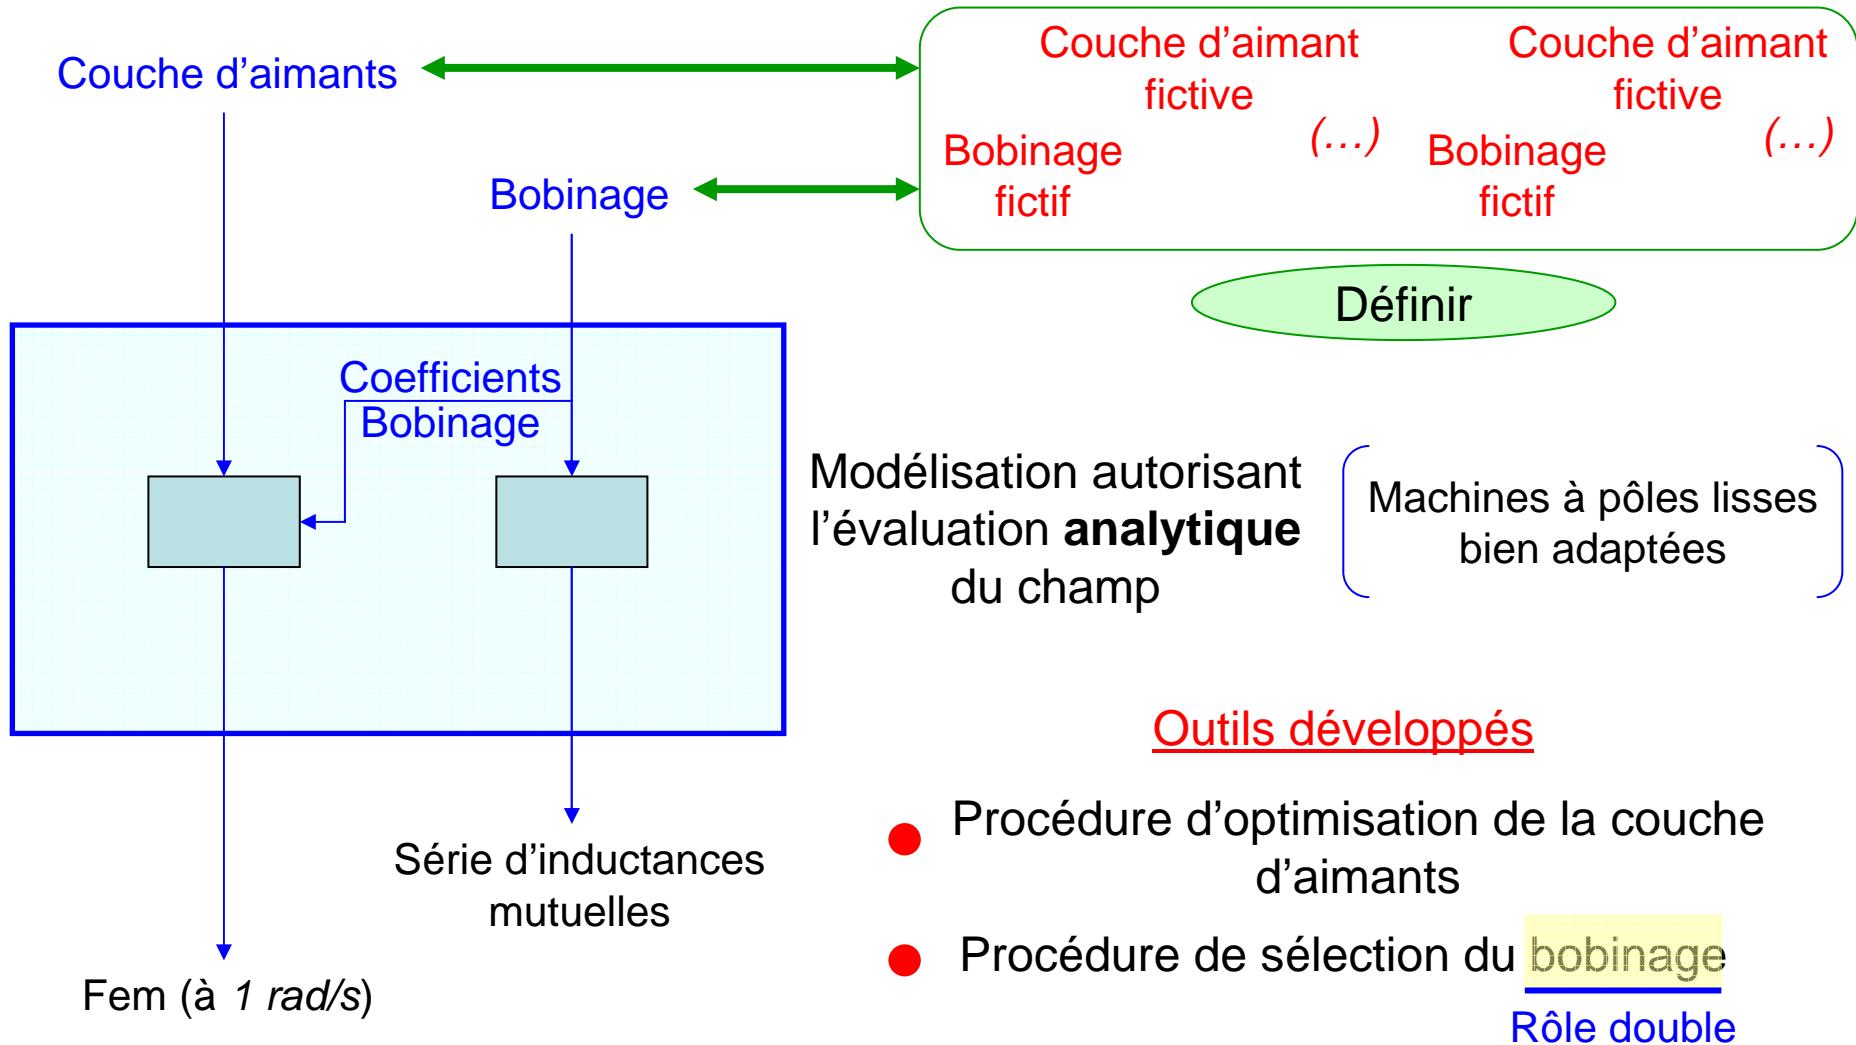 Couche d'aimants
Couche d'aimant
fictive
Couche d'aimant
fictive
Bobinage
fictif
(…)
Bobinage
fictif
(…)
Bobinage
Définir
Coefficients
Bobinage
Modélisation autorisant
l'évaluation analytique
du champ
Machines à pôles lisses
bien adaptées
Outils développés
Procédure d'optimisation de la couche
d'aimants
Procédure de sélection du bobinage
Rôle double
Série d'inductances
mutuelles
Fem (à 1 rad/s)